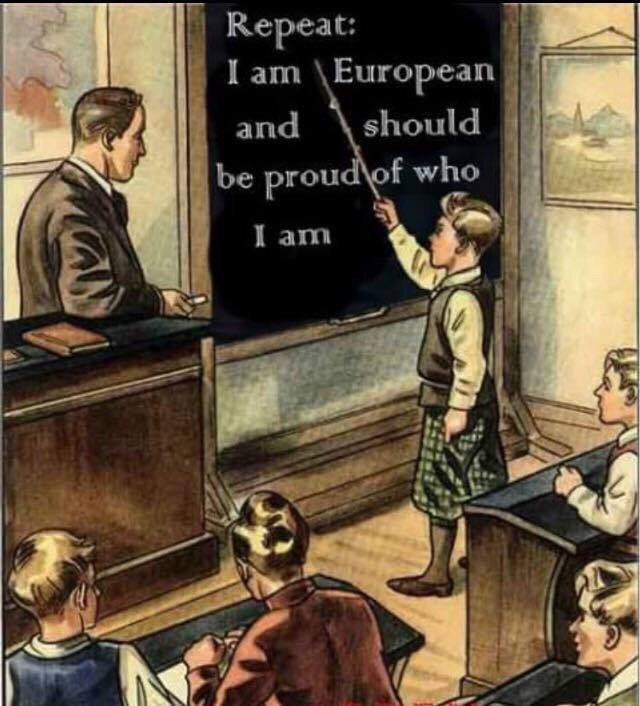 Repeat:
I am European
and should
be proud of who
I am